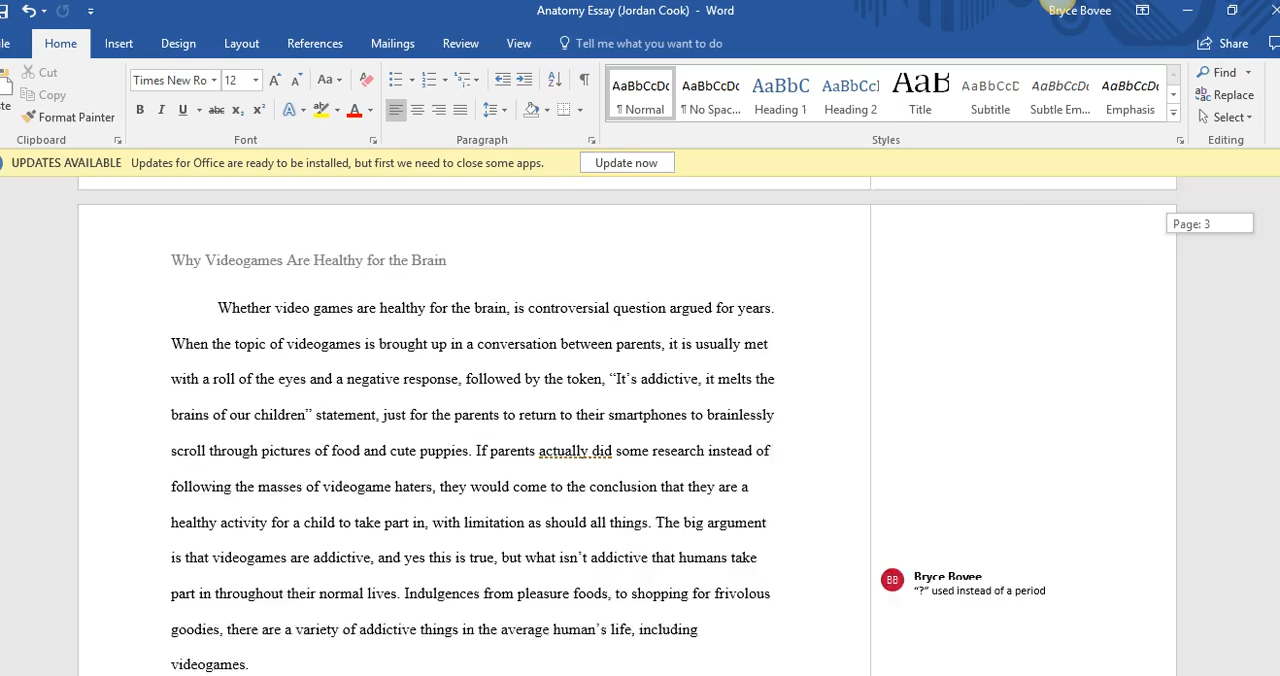 Anatomy Essay (Jordan Cook) - Word
Bryce Bovee
Home Insert Design Layout References Mailings Review View Tell me what you want to do Share
Cut
Copy
Format Painter
Clipboard
Times New Ro 12 Aa
B I U abc x₂ x² A A
Font
Paragraph
AaBbCcDc AaBbCcDc AaBbC AaBbCcI AaB AaBbCcC AaBbCcDc AaBbCcDc
¶ Normal ¶ No Spac... Heading 1 Heading 2 Title Subtitle Subtle Em... Emphasis
Styles
Find
Replace
Select
Editing
UPDATES AVAILABLE Updates for Office are ready to be installed, but first we need to close some apps. Update now
Page: 3
Why Videogames Are Healthy for the Brain
Whether video games are healthy for the brain, is controversial question argued for years.
When the topic of videogames is brought up in a conversation between parents, it is usually met
with a roll of the eyes and a negative response, followed by the token, “It’s addictive, it melts the
brains of our children” statement, just for the parents to return to their smartphones to brainlessly
scroll through pictures of food and cute puppies. If parents actually did some research instead of
following the masses of videogame haters, they would come to the conclusion that they are a
healthy activity for a child to take part in, with limitation as should all things. The big argument
is that videogames are addictive, and yes this is true, but what isn’t addictive that humans take
part in throughout their normal lives. Indulgences from pleasure foods, to shopping for frivolous
goodies, there are a variety of addictive things in the average human’s life, including
videogames.
BB Bryce Bovee
“?” used instead of a period